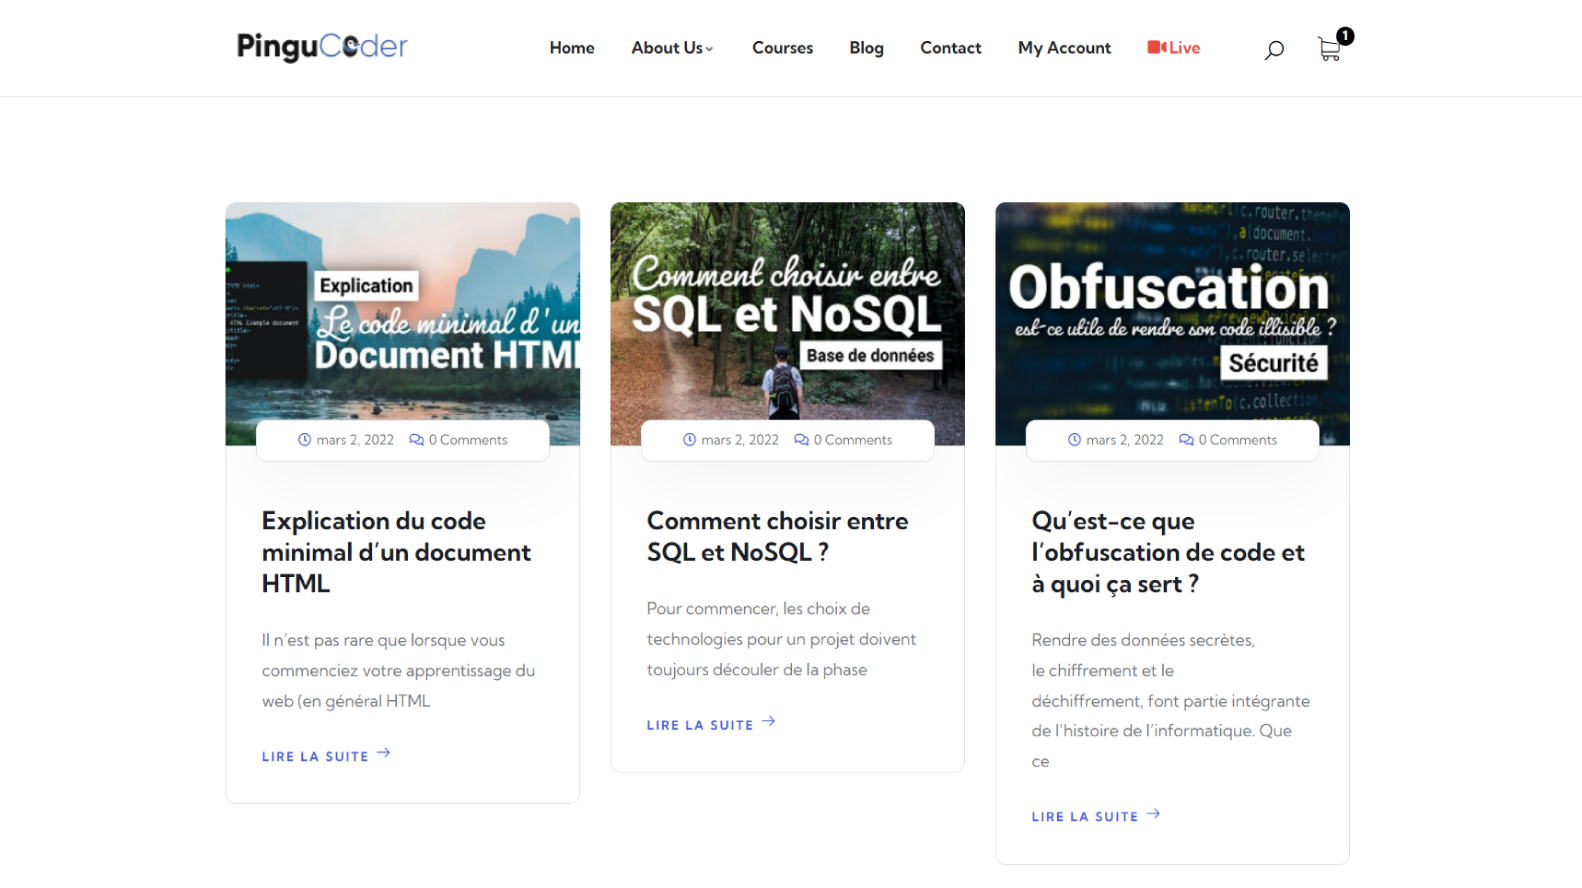 PinguCoder
Home
About Us
Courses
Blog
Contact
My Account
Live
1
Explication
Le code minimal d'un
Document HTML
Comment choisir entre
SQL et NoSQL
Base de données
Obfuscation
est-ce utile de rendre son code illisible ?
Sécurité
mars 2, 2022 0 Comments
mars 2, 2022 0 Comments
mars 2, 2022 0 Comments
Explication du code
minimal d’un document
HTML
Il n’est pas rare que lorsque vous
commenciez votre apprentissage du
web (en général HTML
LIRE LA SUITE →
Comment choisir entre
SQL et NoSQL ?
Pour commencer, les choix de
technologies pour un projet doivent
toujours découler de la phase
LIRE LA SUITE →
Qu’est-ce que
l’obfuscation de code et
à quoi ça sert ?
Rendre des données secrètes,
le chiffrement et le
déchiffrement, font partie intégrante
de l’histoire de l’informatique. Que
ce
LIRE LA SUITE →